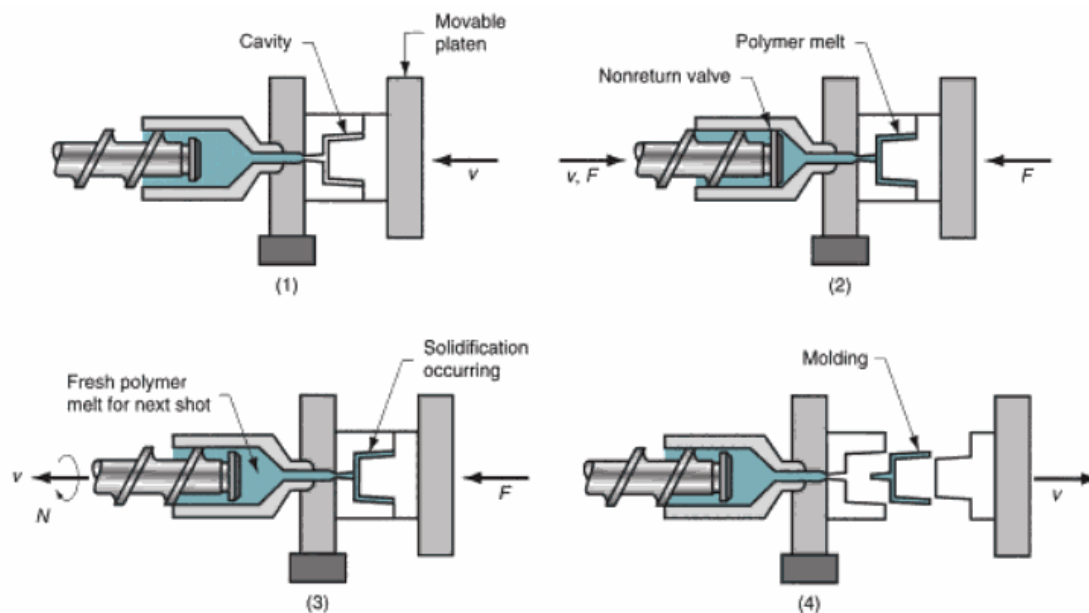 Movable
platen
Cavity
v
(1)
Polymer melt
Nonreturn valve
v, F
F
(2)
Solidification
occurring
Fresh polymer
melt for next shot
v
N
F
(3)
Molding
v
(4)